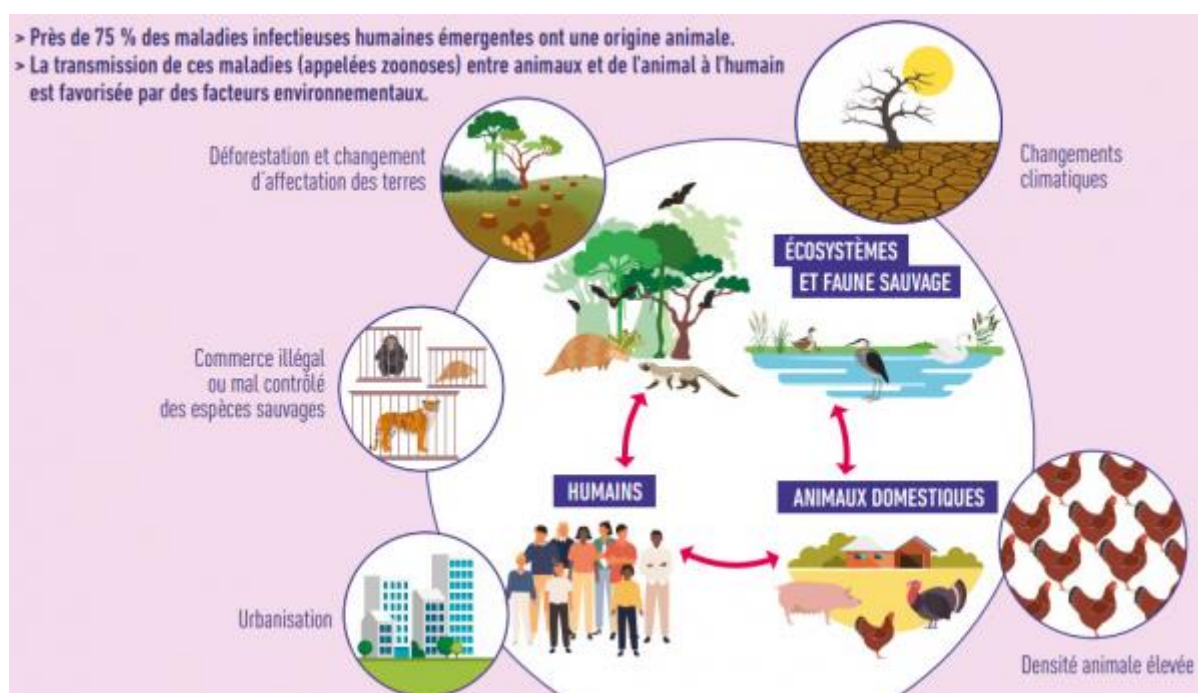 > Près de 75 % des maladies infectieuses humaines émergentes ont une origine animale.
> La transmission de ces maladies (appelées zoonoses) entre animaux et de l'animal à l'humain
est favorisée par des facteurs environnementaux.
Déforestation et changement
d'affectation des terres
Changements
climatiques
ÉCOSYSTÈMES
ET FAUNE SAUVAGE
Commerce illégal
ou mal contrôlé
des espèces sauvages
HUMAINS
ANIMAUX DOMESTIQUES
Urbanisation
Densité animale élevée